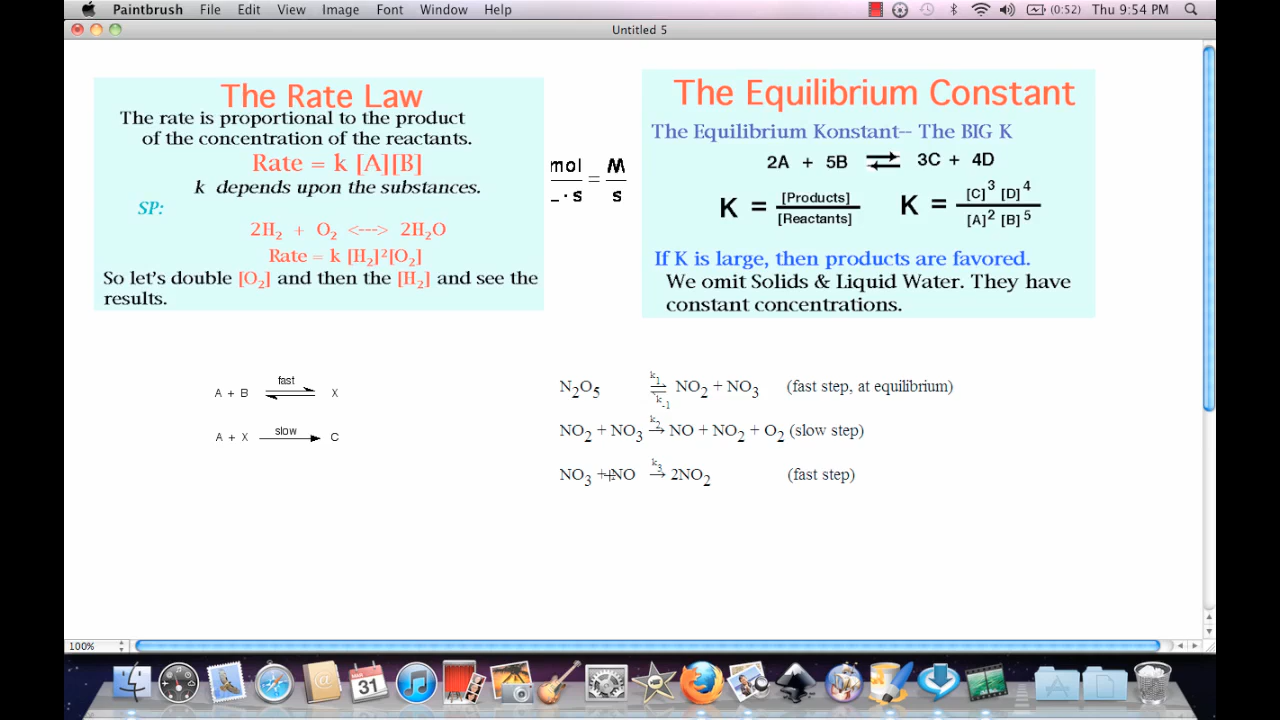 Paintbrush File Edit View Image Font Window Help (0:52) Thu 9:54 PM
Untitled 5
The Rate Law
The rate is proportional to the product
of the concentration of the reactants.
Rate = k [A][B]
k depends upon the substances.
SP:
2H₂ + O₂ <---> 2H₂O
Rate = k [H₂]²[O₂]
So let's double [O₂] and then the [H₂] and see the
results.
mol = M
_ · s s
The Equilibrium Constant
The Equilibrium Konstant-- The BIG K
2A + 5B ⇌ 3C + 4D
K = [Products] K = [C]³ [D]⁴
[Reactants] [A]² [B]⁵
If K is large, then products are favored.
We omit Solids & Liquid Water. They have
constant concentrations.
fast
A + B ⇌ X
slow
A + X → C
k₁
N₂O₅ ⇌ NO₂ + NO₃ (fast step, at equilibrium)
k₋₁
k₂
NO₂ + NO₃ → NO + NO₂ + O₂ (slow step)
k₃
NO₃ + NO → 2NO₂ (fast step)
100%
MAR
31